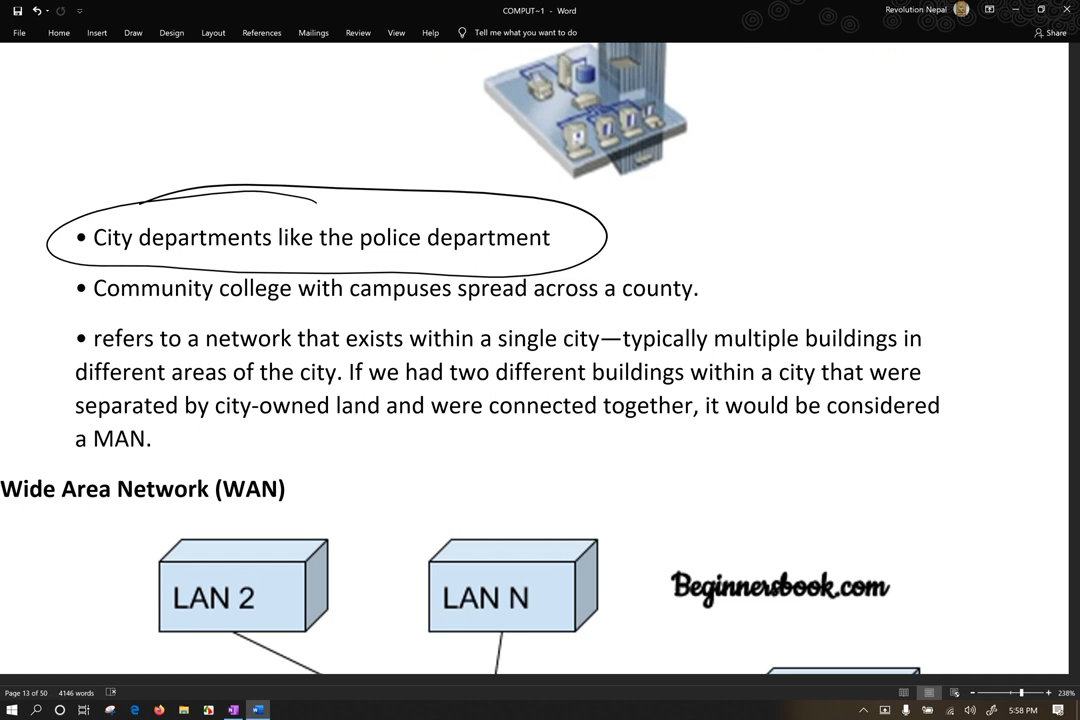 COMPUT~1 - Word
Revolution Nepal
File Home Insert Draw Design Layout References Mailings Review View Help Tell me what you want to do
Share
• City departments like the police department
• Community college with campuses spread across a county.
• refers to a network that exists within a single city—typically multiple buildings in
different areas of the city. If we had two different buildings within a city that were
separated by city-owned land and were connected together, it would be considered
a MAN.
Wide Area Network (WAN)
LAN 2
LAN N
Beginnersbook.com
Page 13 of 50 4146 words
238%
5:58 PM